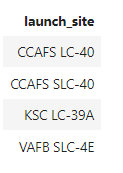 launch_site
CCAFS LC-40
CCAFS SLC-40
KSC LC-39A
VAFB SLC-4E